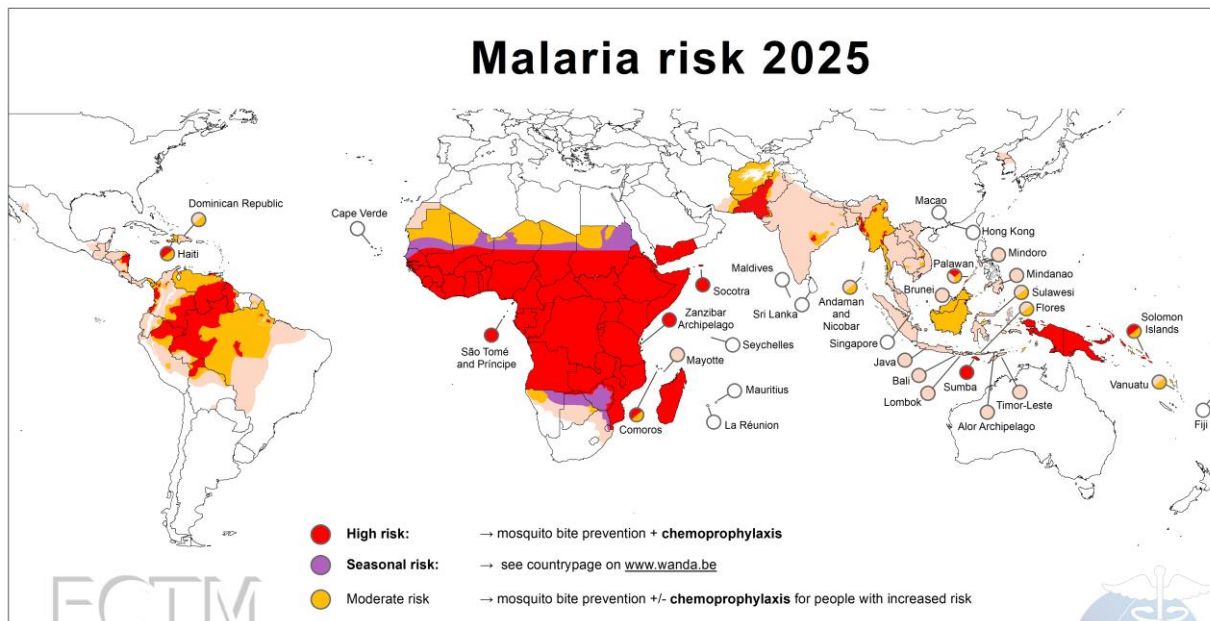 Malaria risk 2025
Dominican Republic
Haiti
Cape Verde
São Tomé
and Príncipe
Socotra
Zanzibar
Archipelago
Seychelles
Mayotte
Mauritius
La Réunion
Comoros
Maldives
Sri Lanka
Andaman
and
Nicobar
Macao
Hong Kong
Mindoro
Palawan
Mindanao
Brunei
Sulawesi
Flores
Singapore
Java
Bali
Lombok
Sumba
Timor-Leste
Alor Archipelago
Solomon
Islands
Vanuatu
Fiji
High risk: → mosquito bite prevention + chemoprophylaxis
Seasonal risk: → see countrypage on www.wanda.be
Moderate risk → mosquito bite prevention +/- chemoprophylaxis for people with increased risk